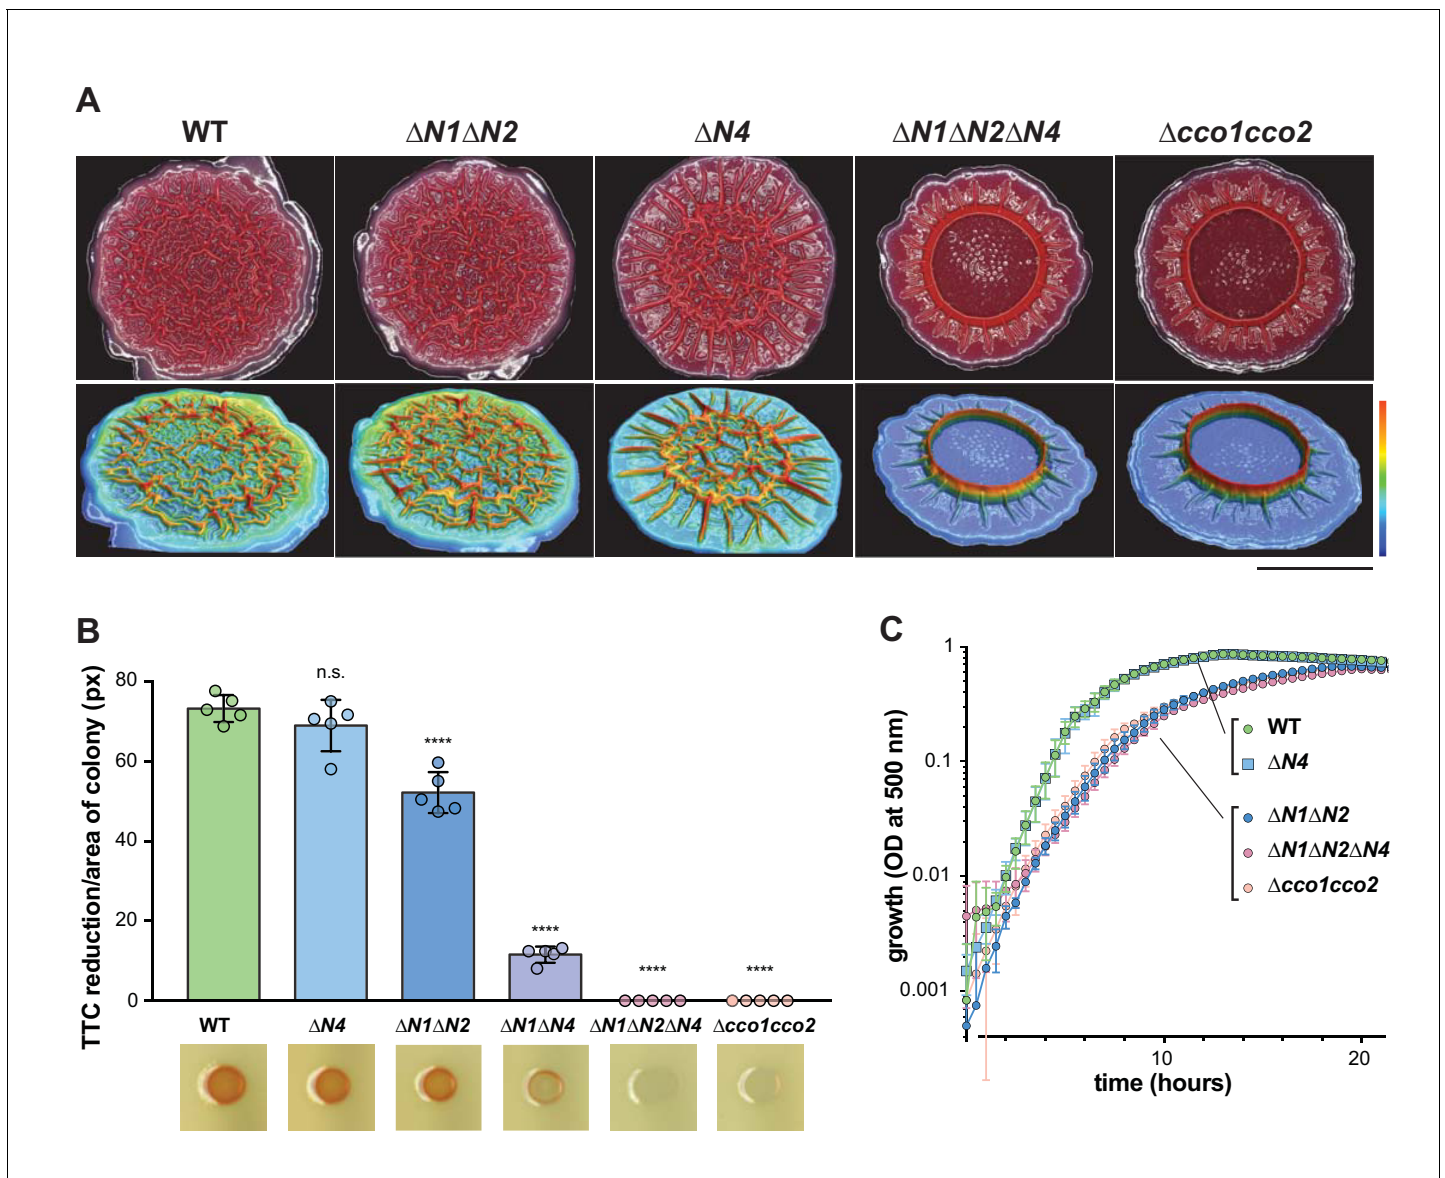 A
WT
ΔN1ΔN2
ΔN4
ΔN1ΔN2ΔN4
Δcco1cco2
B
TTC reduction/area of colony (px)
80
60
40
20
0
n.s.
****
****
****
****
WT
ΔN4
ΔN1ΔN2
ΔN1ΔN4
ΔN1ΔN2ΔN4
Δcco1cco2
C
growth (OD at 500 nm)
1
0.1
0.01
0.001
10
20
time (hours)
WT
ΔN4
ΔN1ΔN2
ΔN1ΔN2ΔN4
Δcco1cco2